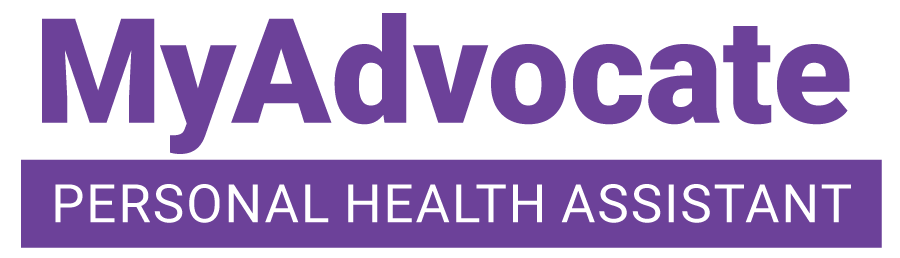 MyAdvocate
PERSONAL HEALTH ASSISTANT